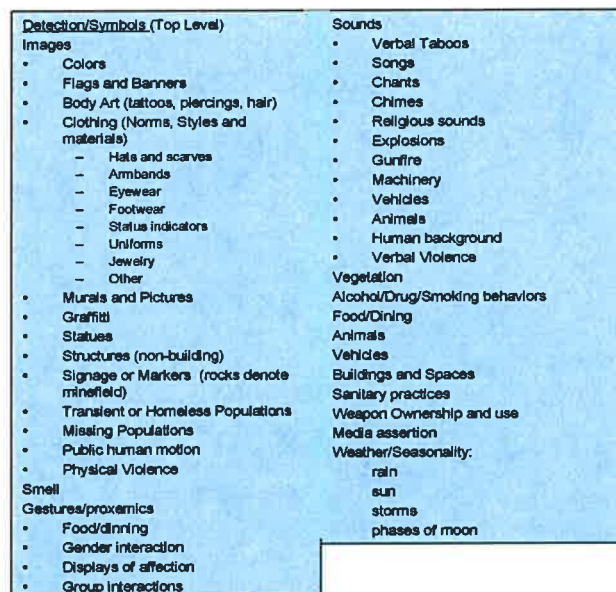 Detection/Symbols (Top Level)
Images
• Colors
• Flags and Banners
• Body Art (tattoos, piercings, hair)
• Clothing (Norms, Styles and
materials)
– Hats and scarves
– Armbands
– Eyewear
– Footwear
– Status indicators
– Uniforms
– Jewelry
– Other
• Murals and Pictures
• Graffitti
• Statues
• Structures (non-building)
• Signage or Markers (rocks denote
minefield)
• Transient or Homeless Populations
• Missing Populations
• Public human motion
• Physical Violence
Smell
Gestures/proxemics
• Food/dinning
• Gender interaction
• Displays of affection
• Group interactions
Sounds
• Verbal Taboos
• Songs
• Chants
• Chimes
• Religious sounds
• Explosions
• Gunfire
• Machinery
• Vehicles
• Animals
• Human background
• Verbal Violence
Vegetation
Alcohol/Drug/Smoking behaviors
Food/Dining
Animals
Vehicles
Buildings and Spaces
Sanitary practices
Weapon Ownership and use
Media assertion
Weather/Seasonality:
rain
sun
storms
phases of moon